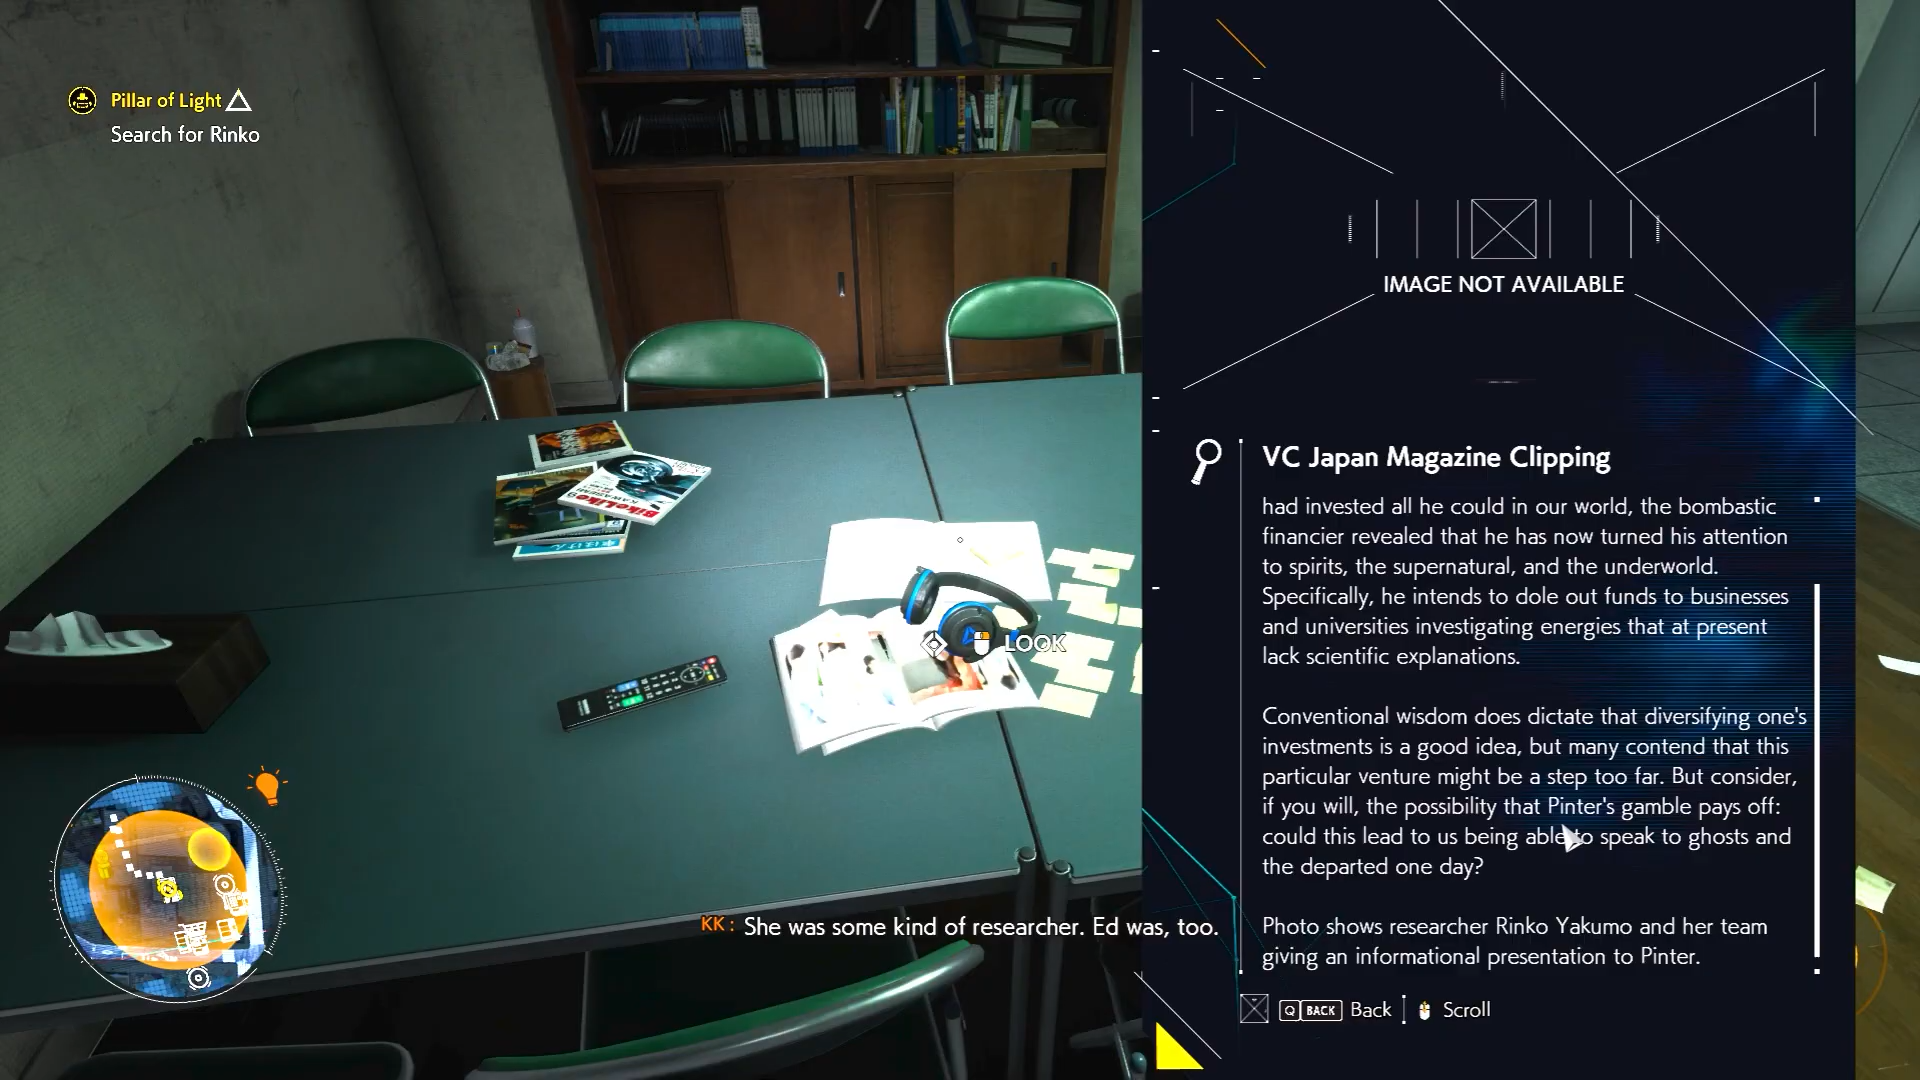 Pillar of Light
Search for Rinko
IMAGE NOT AVAILABLE
VC Japan Magazine Clipping
had invested all he could in our world, the bombastic
financier revealed that he has now turned his attention
to spirits, the supernatural, and the underworld.
Specifically, he intends to dole out funds to businesses
and universities investigating energies that at present
lack scientific explanations.
Conventional wisdom does dictate that diversifying one's
investments is a good idea, but many contend that this
particular venture might be a step too far. But consider,
if you will, the possibility that Pinter's gamble pays off:
could this lead to us being able to speak to ghosts and
the departed one day?
Photo shows researcher Rinko Yakumo and her team
giving an informational presentation to Pinter.
LOOK
BikeLike
KK: She was some kind of researcher. Ed was, too.
Q BACK Back
Scroll